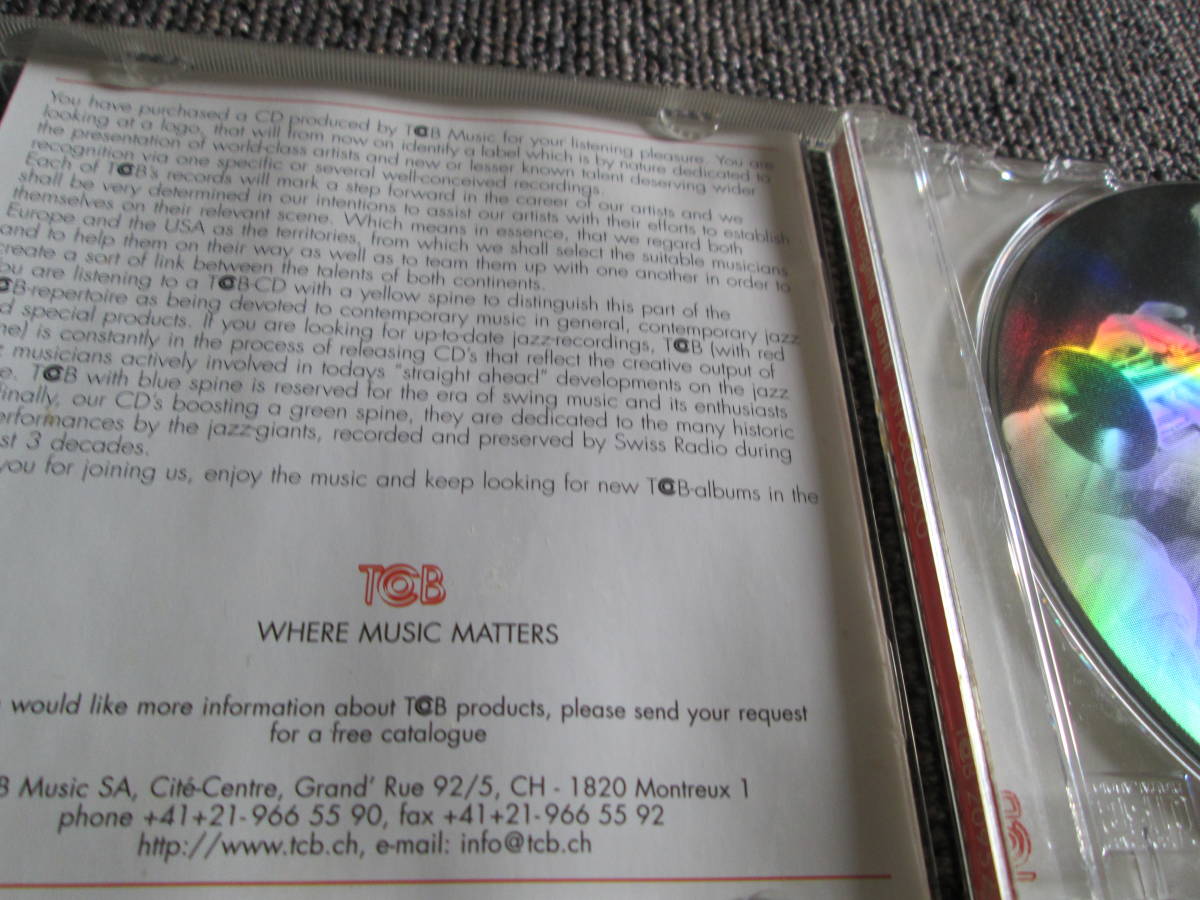 You have purchased a CD produced by TCB Music for your listening pleasure. You are
looking at a logo, that will from now on identify a label which is by nature dedicated to
the presentation of world-class artists and new or lesser known talent deserving wider
recognition via one specific or several well-conceived recordings.
Each of TCB's records will mark a step forward in the career of our artists and we
shall be very determined in our intentions to assist our artists with their efforts to establish
themselves on their relevant scene. Which means in essence, that we regard both
Europe and the USA as the territories, from which we shall select the suitable musicians
and to help them on their way as well as to team them up with one another in order to
create a sort of link between the talents of both continents.
you are listening to a TCB-CD with a yellow spine to distinguish this part of the
TCB-repertoire as being devoted to contemporary music in general, contemporary jazz
special products. If you are looking for up-to-date jazz-recordings, TCB (with red
is constantly in the process of releasing CD's that reflect the creative output of
musicians actively involved in todays "straight ahead" developments on the jazz
TCB with blue spine is reserved for the era of swing music and its enthusiasts
Finally, our CD's boosting a green spine, they are dedicated to the many historic
performances by the jazz-giants, recorded and preserved by Swiss Radio during
3 decades.
you for joining us, enjoy the music and keep looking for new TCB-albums in the
TCB
WHERE MUSIC MATTERS
would like more information about TCB products, please send your request
for a free catalogue
B Music SA, Cité-Centre, Grand' Rue 92/5, CH - 1820 Montreux 1
phone +41+21-966 55 90, fax +41+21-966 55 92
http://www.tcb.ch, e-mail: info@tcb.ch